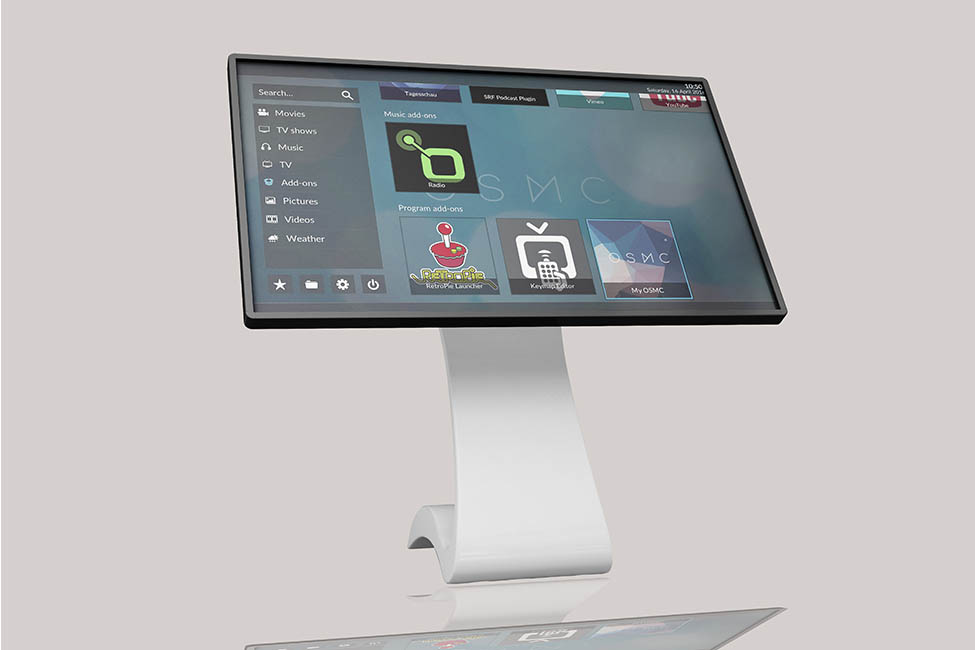 10:50
Search...
Tagesschau
SRF Podcast Plugin
Vimeo
YouTube
Movies
TV shows
Music
TV
Add-ons
Pictures
Videos
Weather
Music add-ons
Radio
OSMC
Program add-ons
RetroPie
RetroPie Launcher
Keymap Editor
OSMC
My OSMC